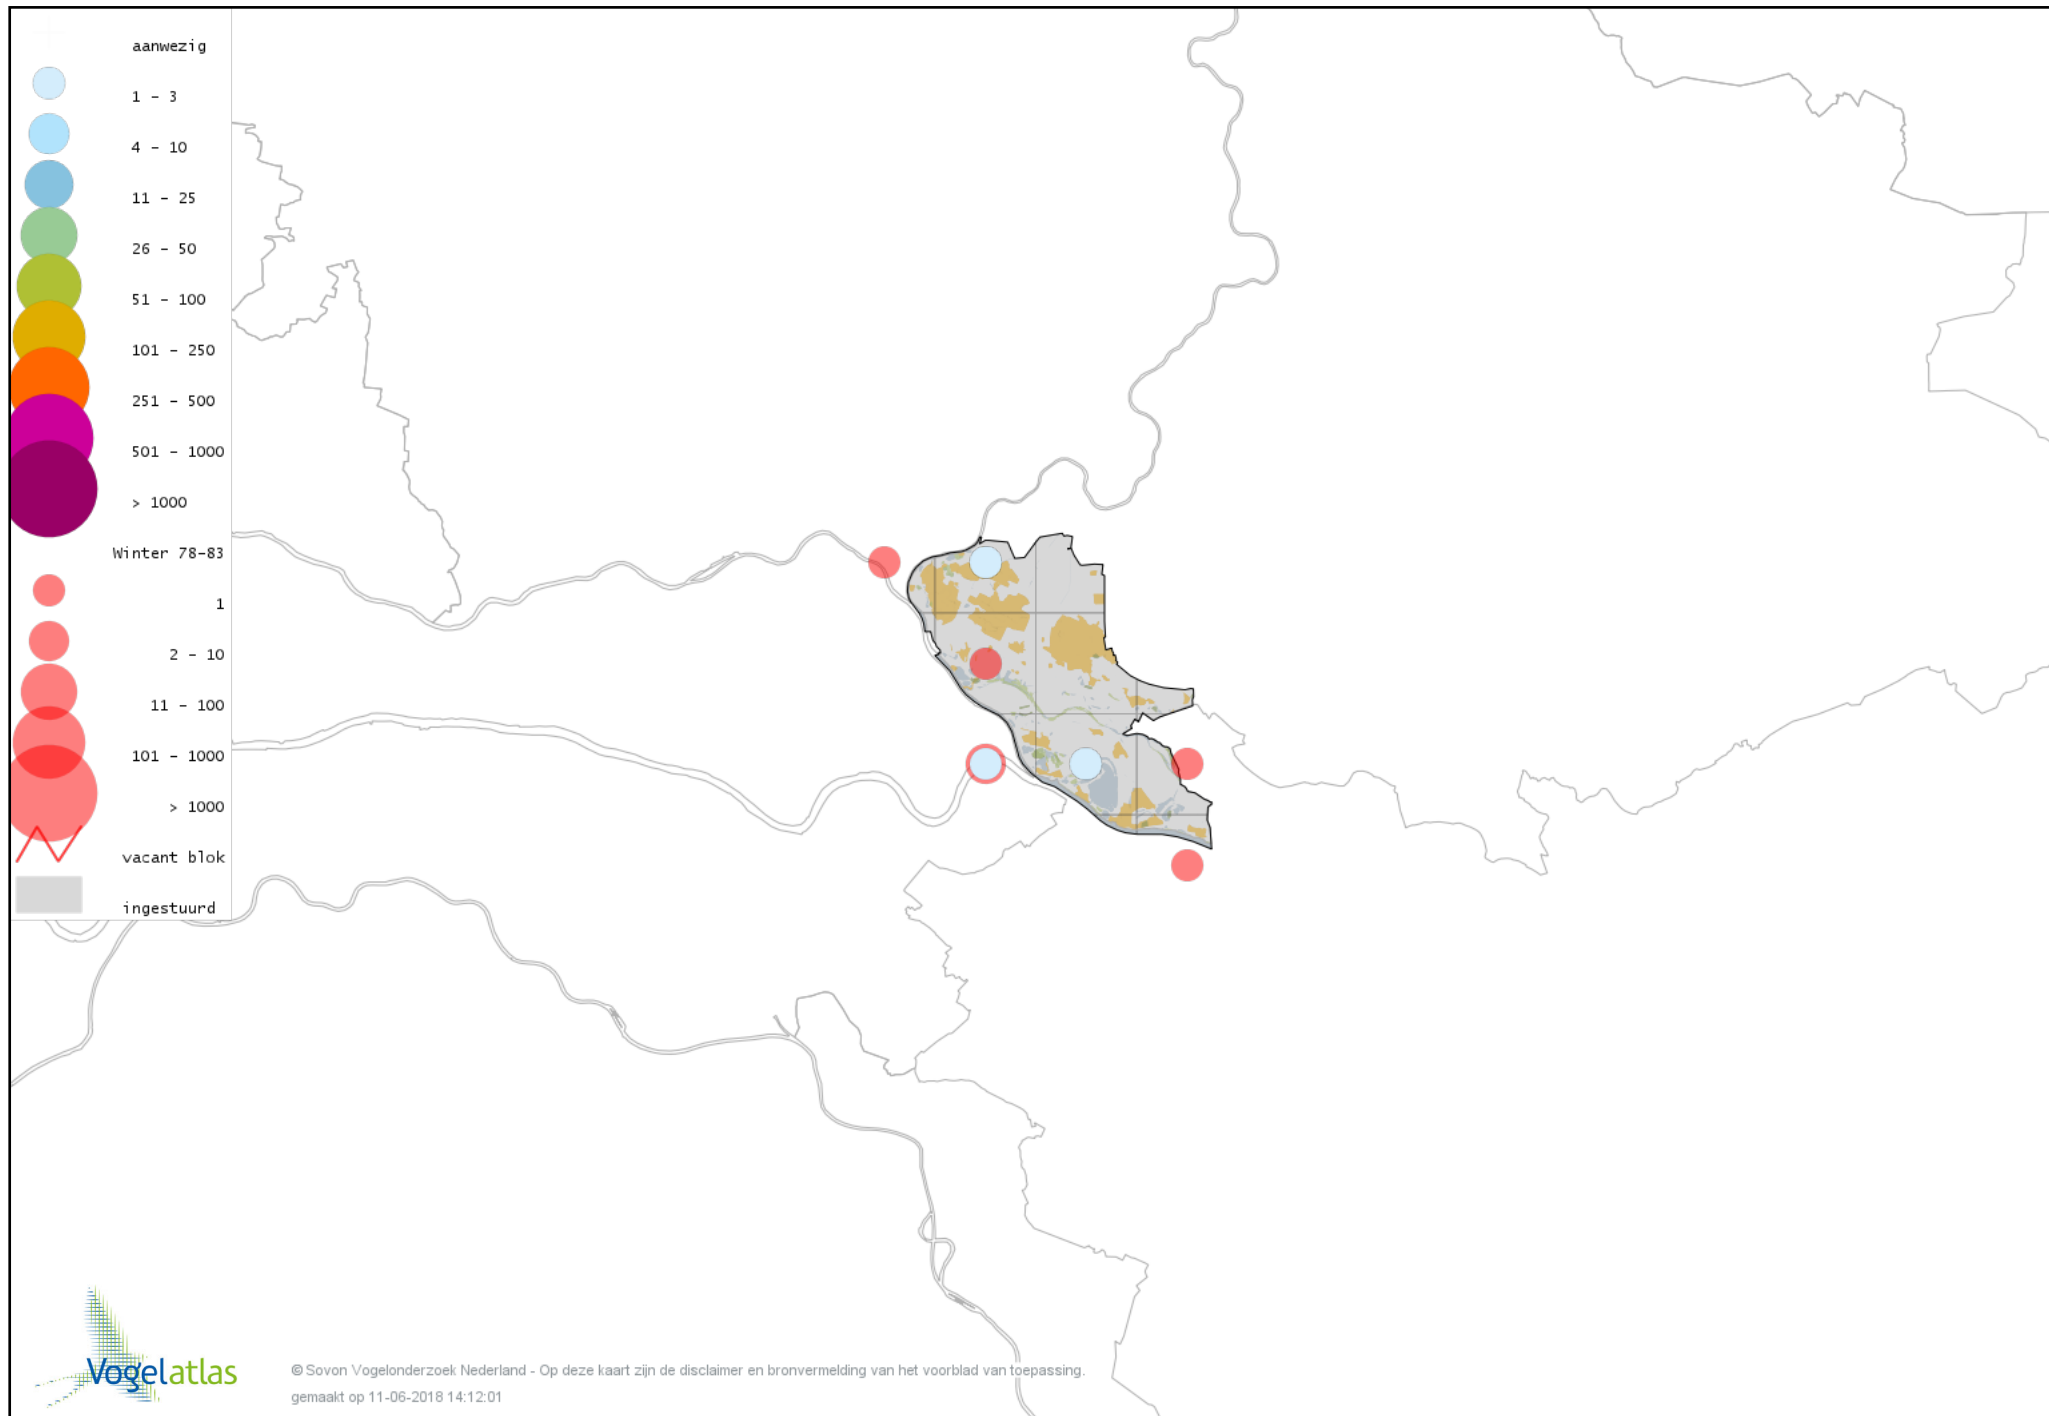 aanwezig
1 - 3
4 - 10
11 - 25
26 - 50
51 - 100
101 - 250
251 - 500
501 - 1000
> 1000
Winter 78-83
1
2 - 10
11 - 100
101 - 1000
> 1000
vacant blok
ingestuurd
Vogelatlas
© Sovon Vogelonderzoek Nederland - Op deze kaart zijn de disclaimer en bronvermelding van het voorblad van toepassing.
gemaakt op 11-06-2018 14:12:01